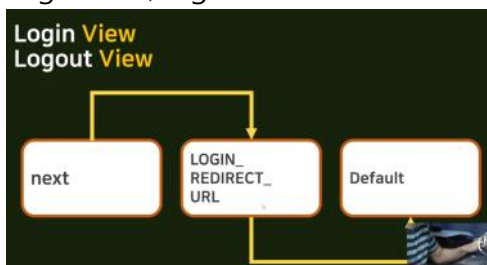 Login View
Logout View
next
LOGIN_
REDIRECT_
URL
Default